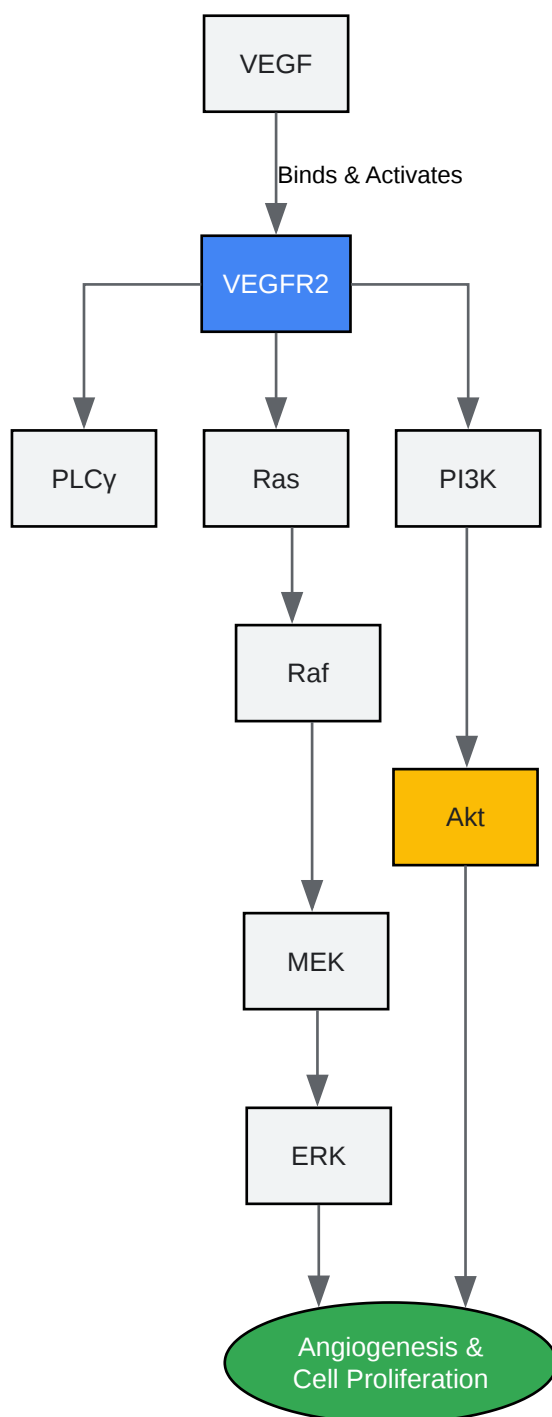 VEGF
Binds & Activates
VEGFR2
PLCγ
Ras
PI3K
Raf
Akt
MEK
ERK
Angiogenesis &
Cell Proliferation